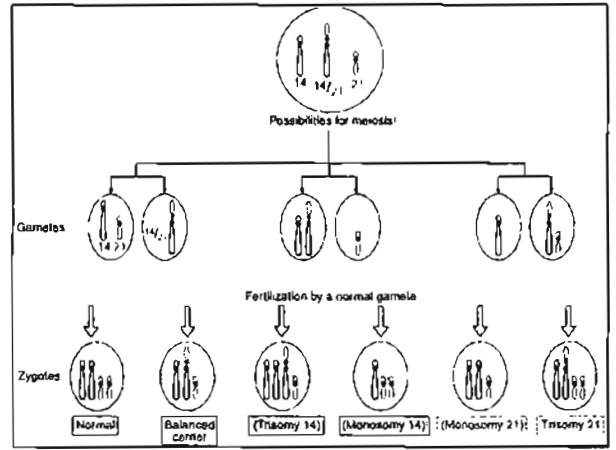 14 14/21 21
Possibilities for meiosis
Gametes
14 21 14/21
Fertilization by a normal gamete
Zygotes
Normal Balanced carrier (Trisomy 14) (Monosomy 14) (Monosomy 21) Trisomy 21